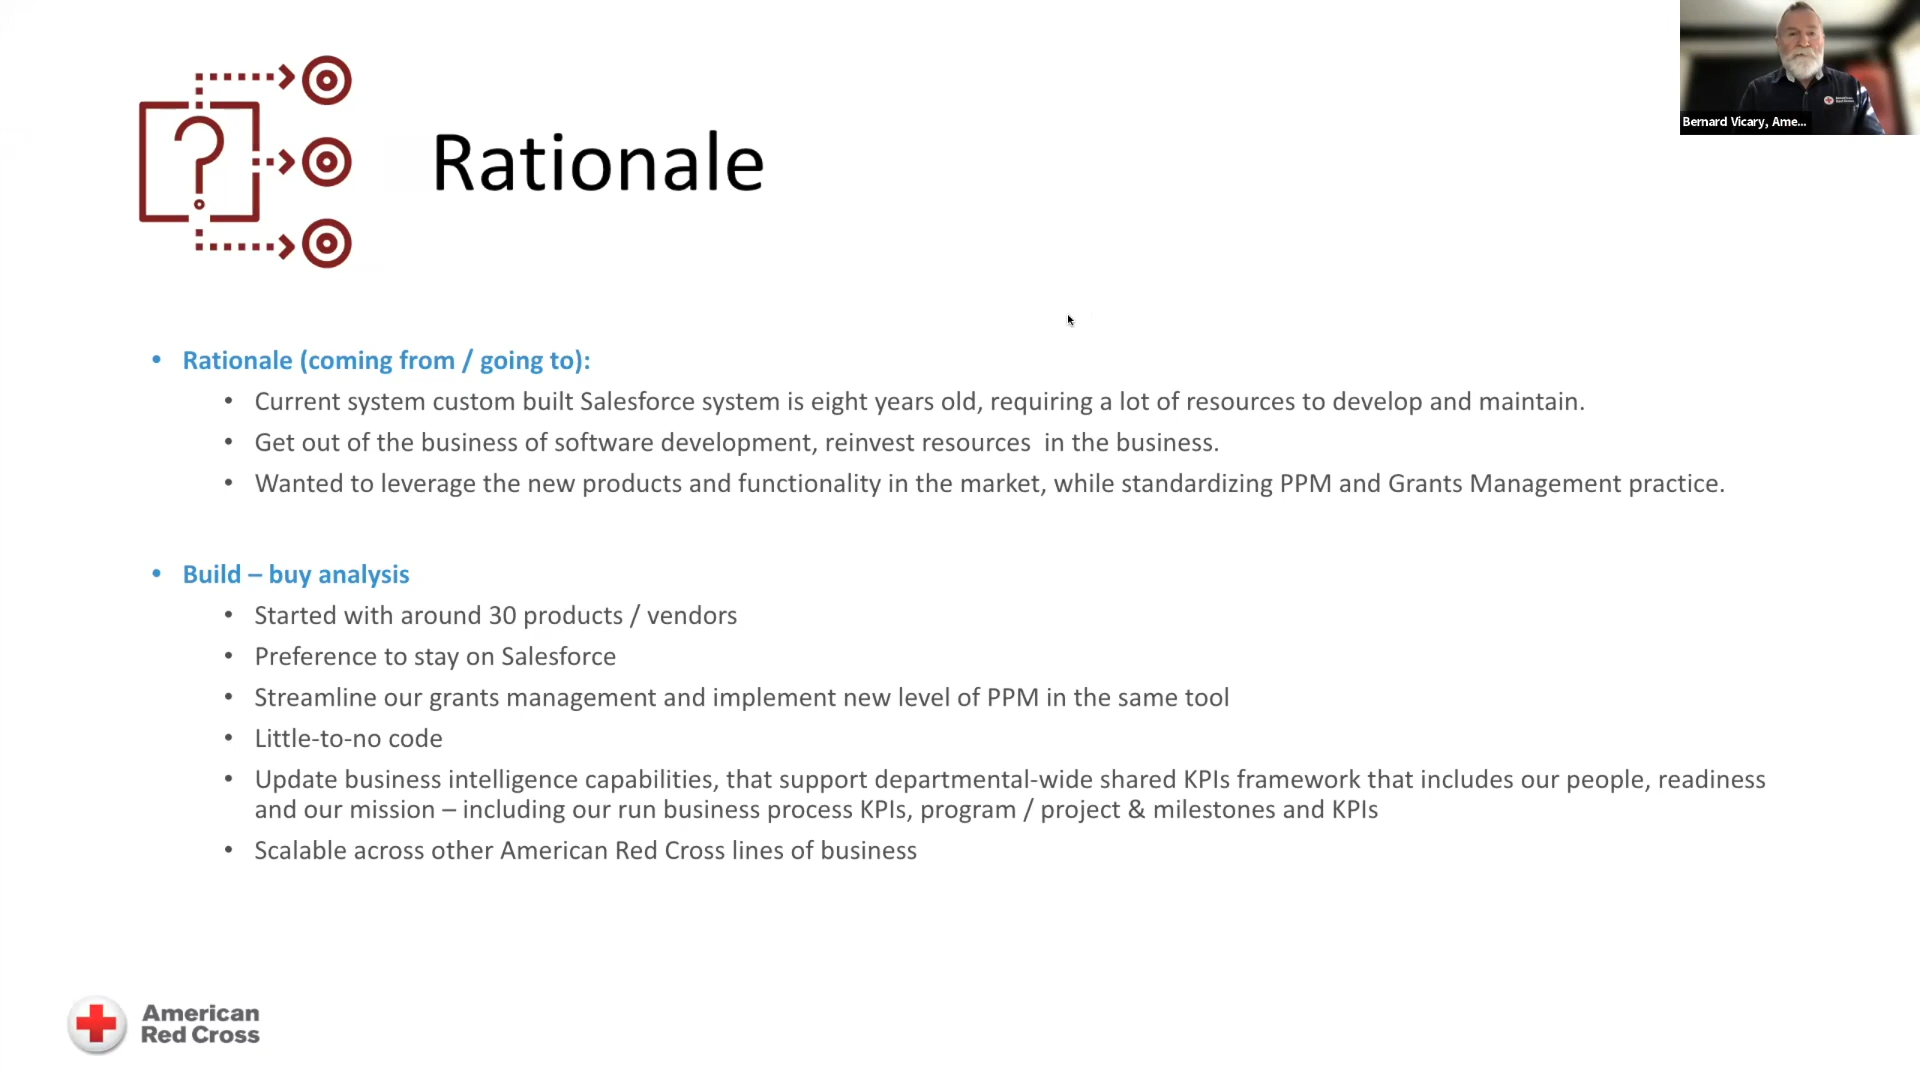 Bernard Vicary, Ame...
?
Rationale
• Rationale (coming from / going to):
• Current system custom built Salesforce system is eight years old, requiring a lot of resources to develop and maintain.
• Get out of the business of software development, reinvest resources  in the business.
• Wanted to leverage the new products and functionality in the market, while standardizing PPM and Grants Management practice.
• Build – buy analysis
• Started with around 30 products / vendors
• Preference to stay on Salesforce
• Streamline our grants management and implement new level of PPM in the same tool
• Little-to-no code
• Update business intelligence capabilities, that support departmental-wide shared KPIs framework that includes our people, readiness
and our mission – including our run business process KPIs, program / project & milestones and KPIs
• Scalable across other American Red Cross lines of business
American
Red Cross